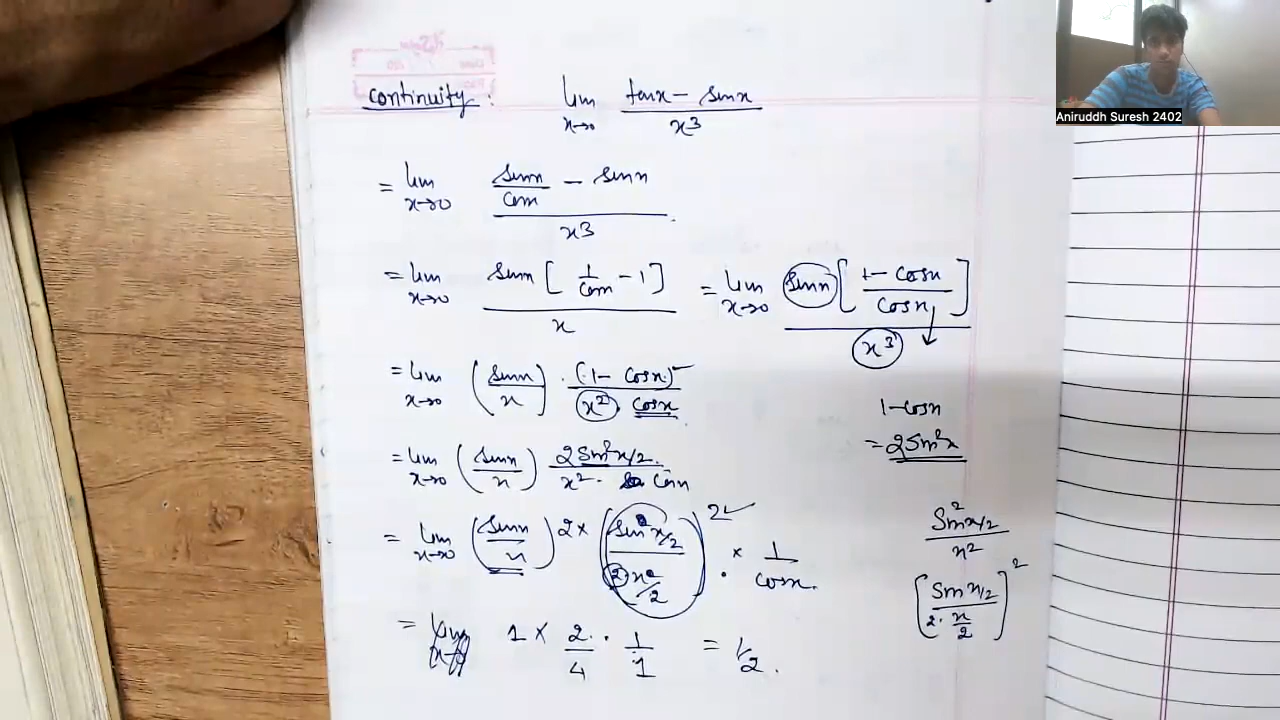 continuity : lim x→0 (tanx - sinx) / x3
= lim x→0 (sinx/cosx - sinx) / x3
= lim x→0 sinx [1/cosx - 1] / x = lim x→0 sinx [(1 - cosx) / cosx] / x3
= lim x→0 (sinx/x) . (1 - cosx) / (x2 . cosx)
1-cosx
= 2Sin2x
= lim x→0 (sinx/x) 2Sin2x/2 / (x2 . cosx)
= lim x→0 (sinx/x) 2 × (sin x/2 / (2 x/2))2 × 1/cosx
Sin2x/2 / x2
[Sinx/2 / (2. x/2)]2
= 1 × 2/4 . 1/1 = 1/2 .
Aniruddh Suresh 2402